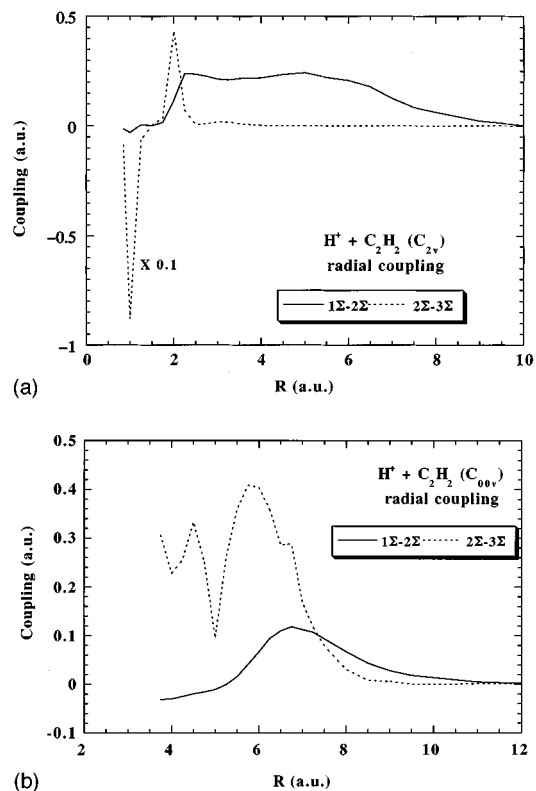 0.5
0
-0.5
-1
Coupling (a.u.)
X 0.1
H+ + C2H2 (C2v)
radial coupling
1Σ-2Σ 2Σ-3Σ
0 2 4 6 8 10
R (a.u.)
(a)
0.5
0.4
0.3
0.2
0.1
0
-0.1
Coupling (a.u.)
H+ + C2H2 (C00v)
radial coupling
1Σ-2Σ 2Σ-3Σ
2 4 6 8 10 12
R (a.u.)
(b)